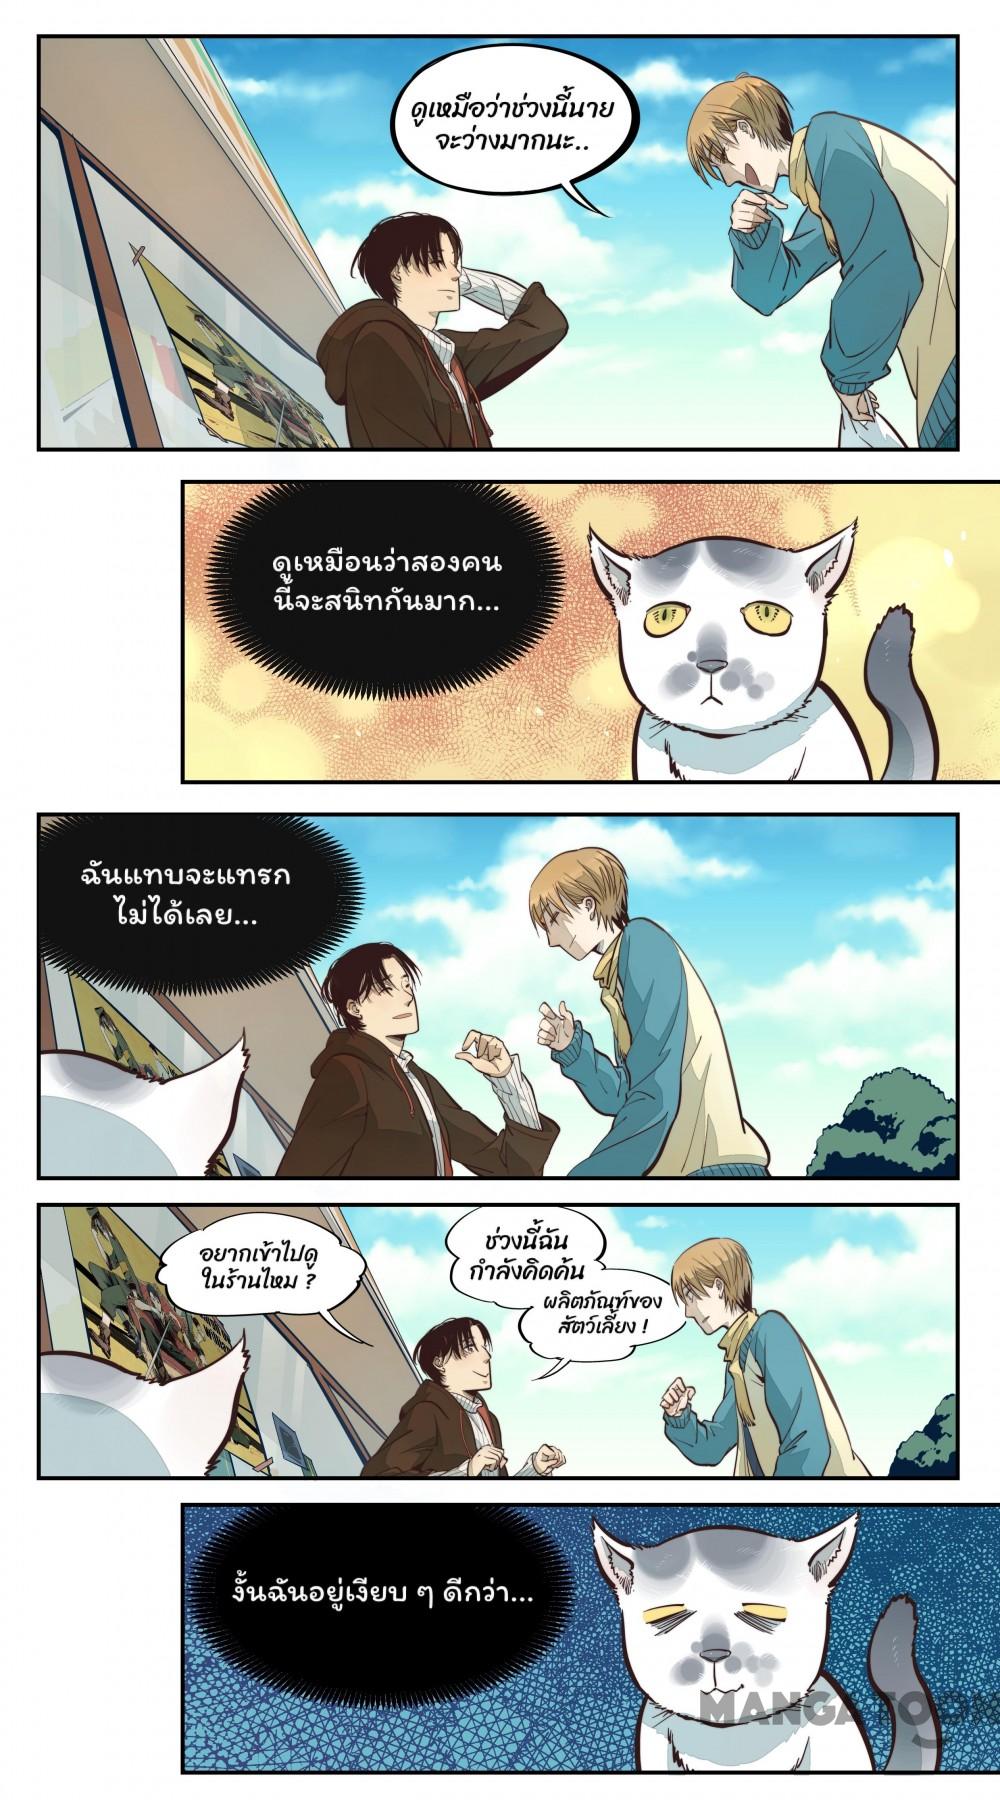 ดูเหมือว่าช่วงนี้นาย
จะว่างมากนะ..
ดูเหมือนว่าสองคน
นี้จะสนิทกันมาก...
ฉันแทบจะแทรก
ไม่ได้เลย...
อยากเข้าไปดู
ในร้านไหม ?
ช่วงนี้ฉัน
กำลังคิดค้น
ผลิตภัณฑ์ของ
สัตว์เลี้ยง !
งั้นฉันอยู่เงียบ ๆ ดีกว่า...
MANGATOON